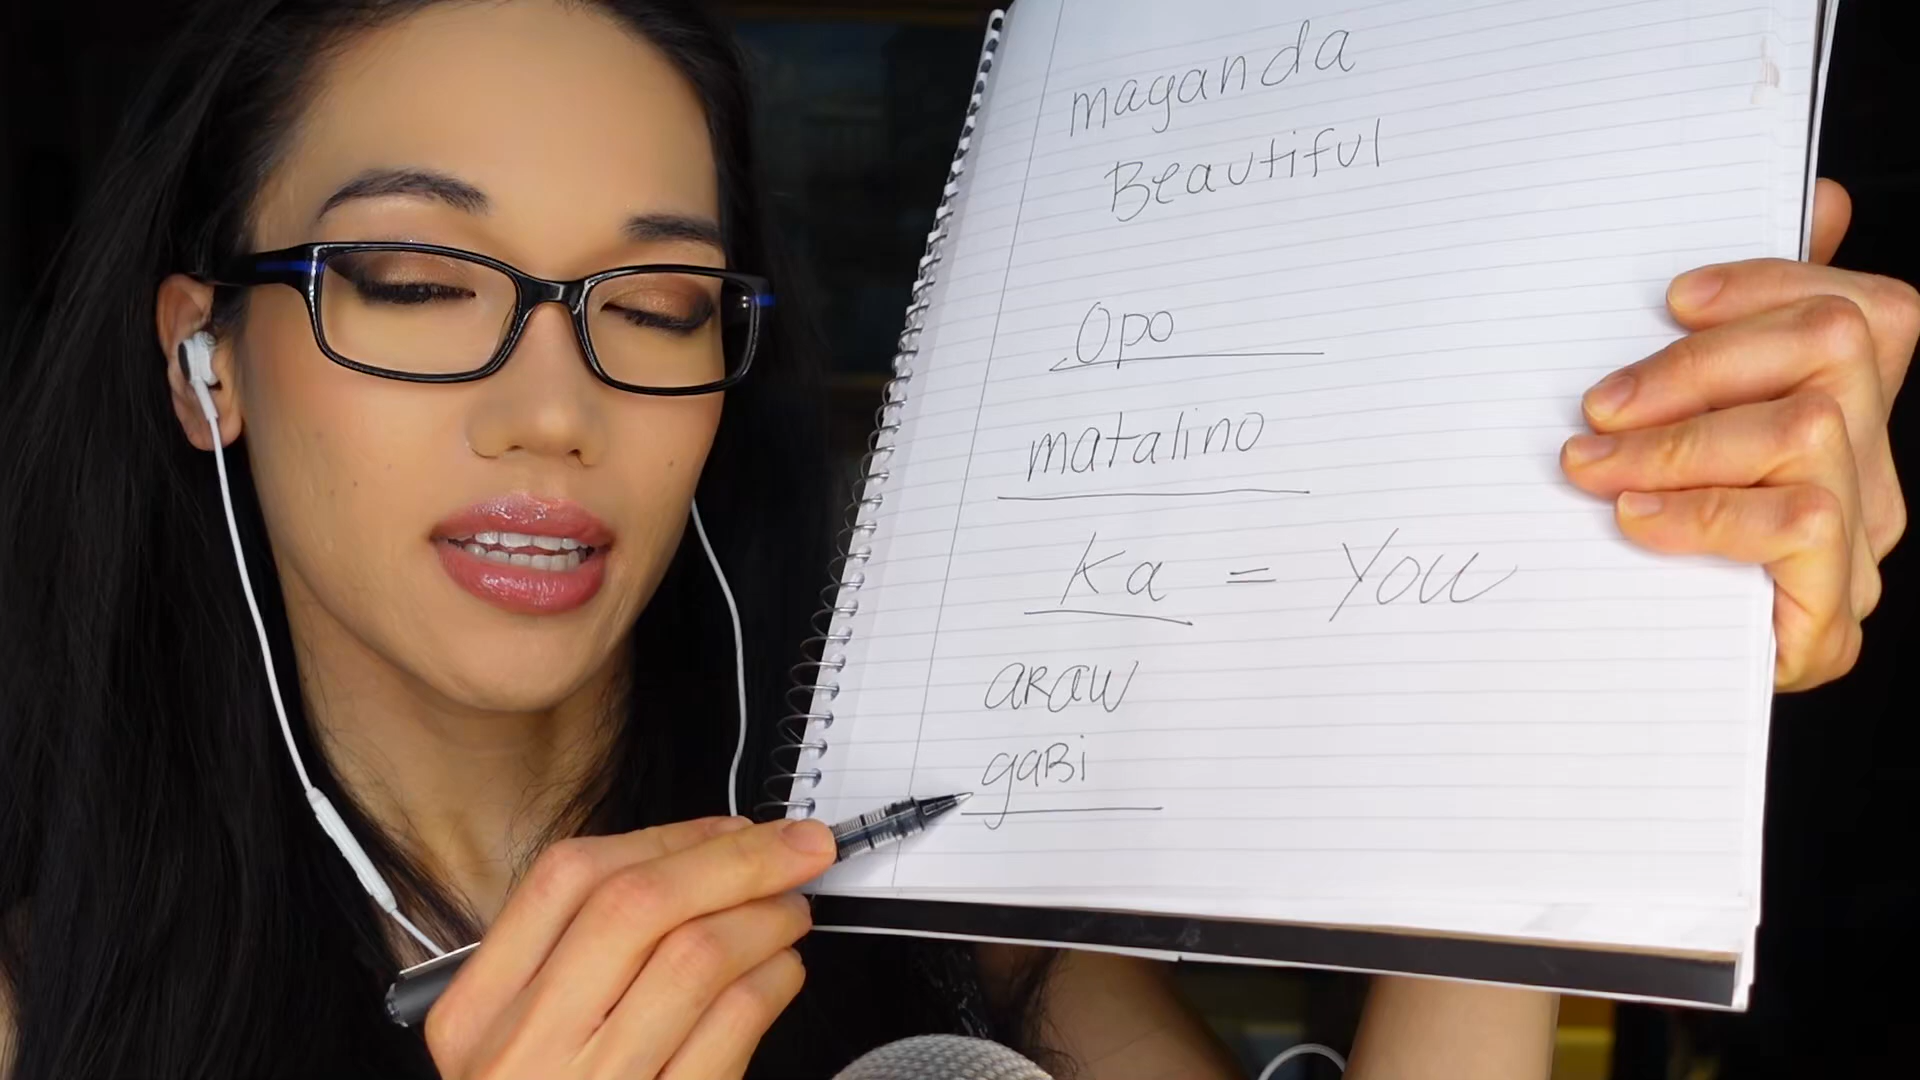 maganda
Beautiful
Opo
matalino
Ka = You
araw
gabi